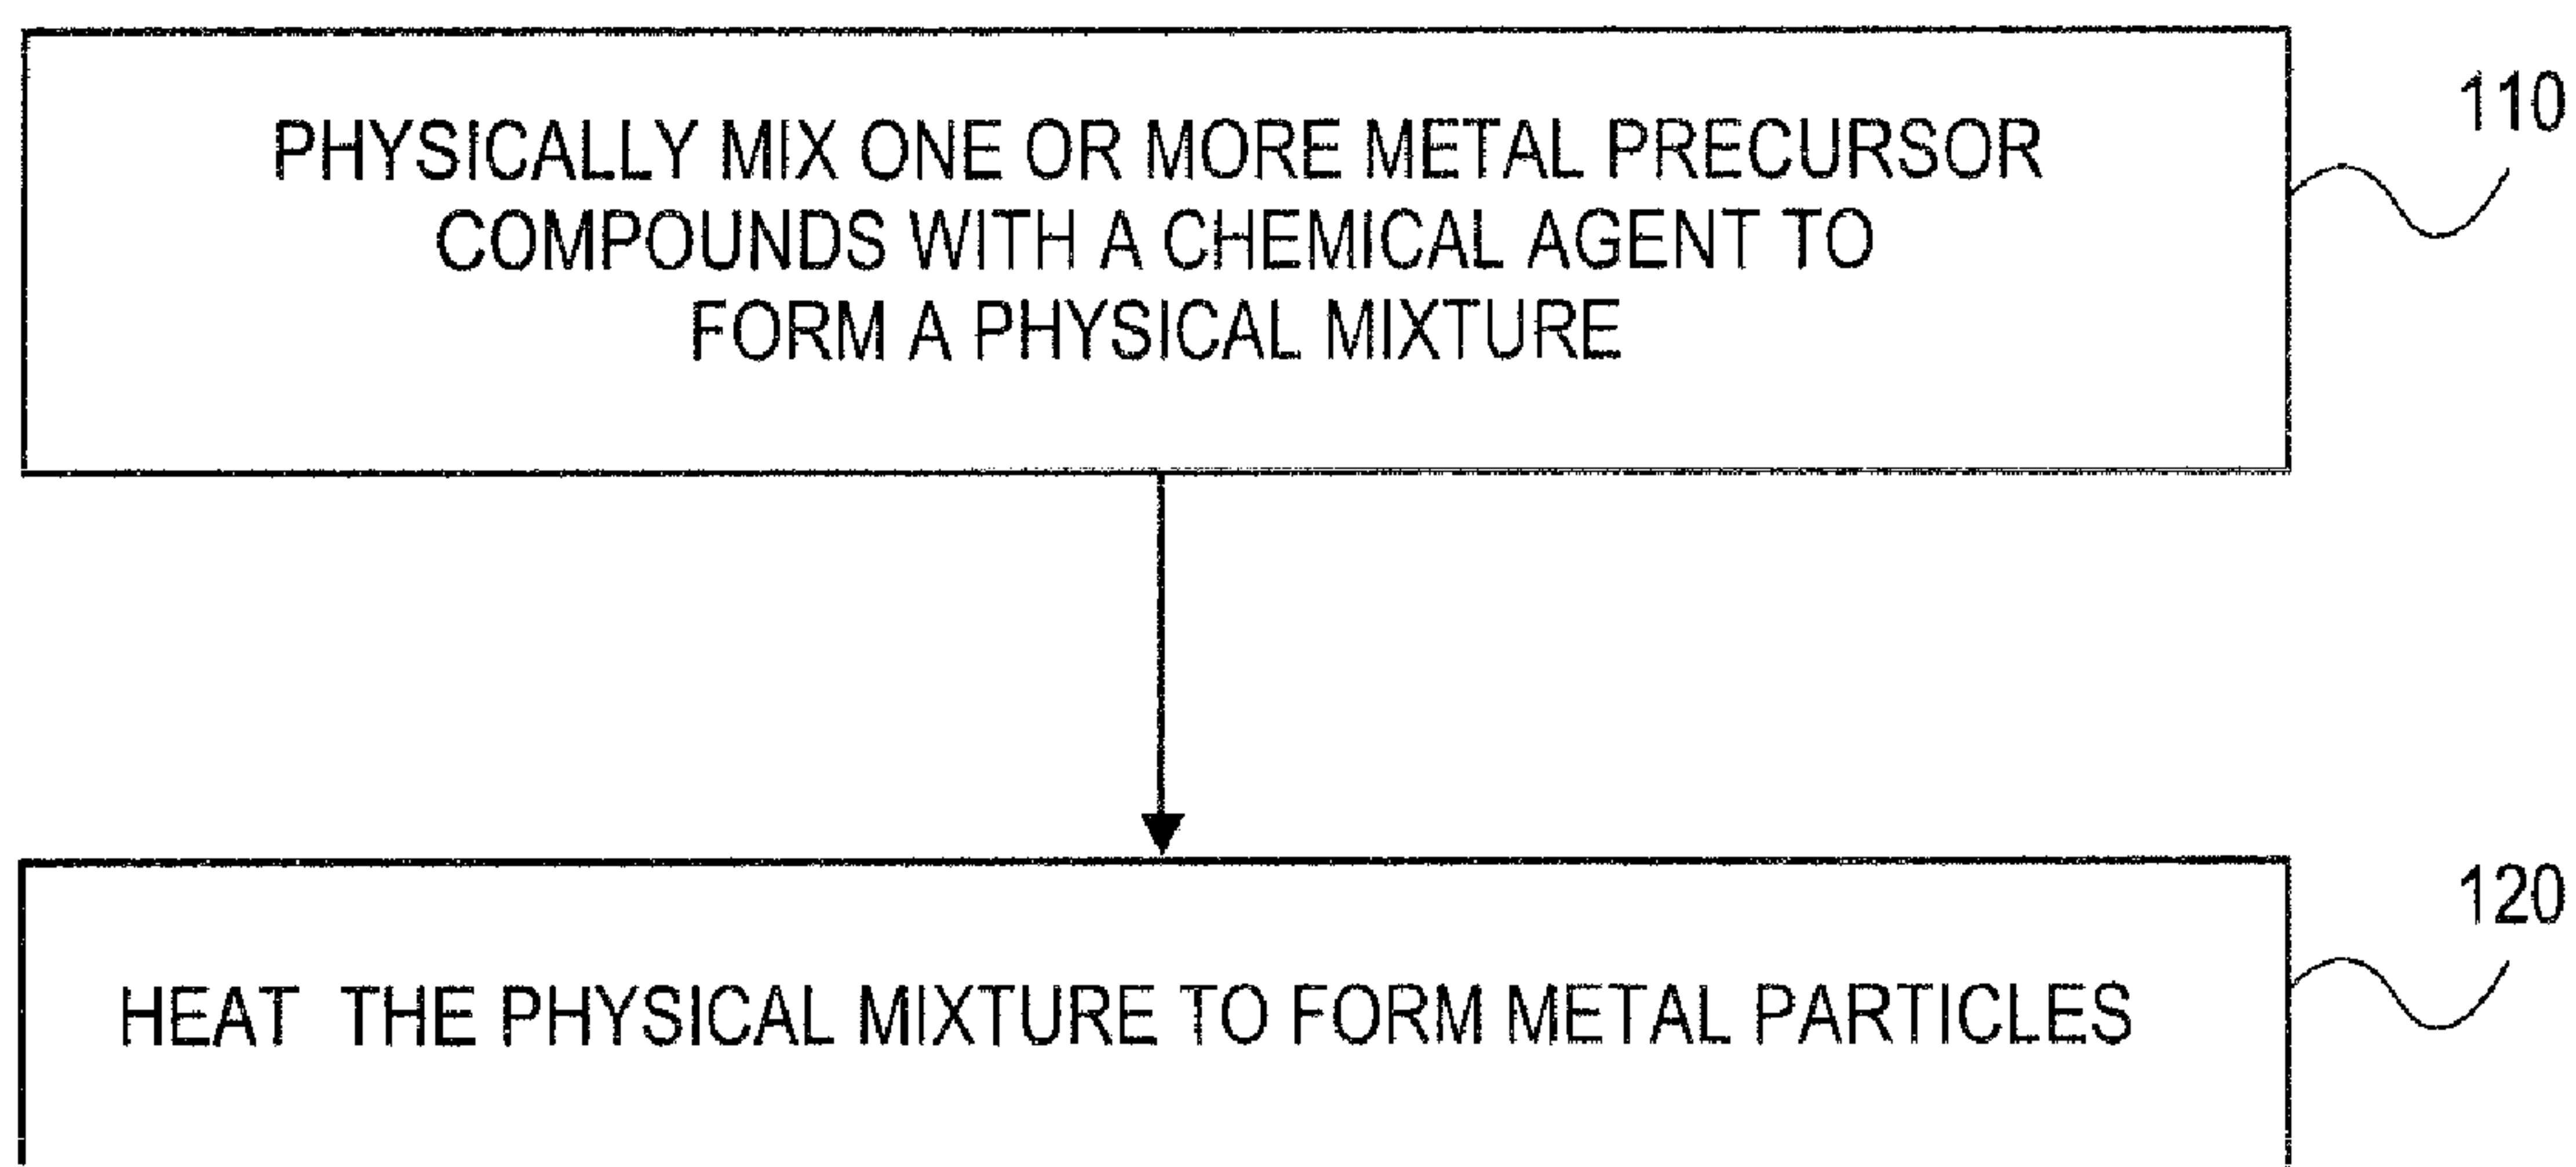 110
PHYSICALLY MIX ONE OR MORE METAL PRECURSOR
COMPOUNDS WITH A CHEMICAL AGENT TO
FORM A PHYSICAL MIXTURE
120
HEAT THE PHYSICAL MIXTURE TO FORM METAL PARTICLES